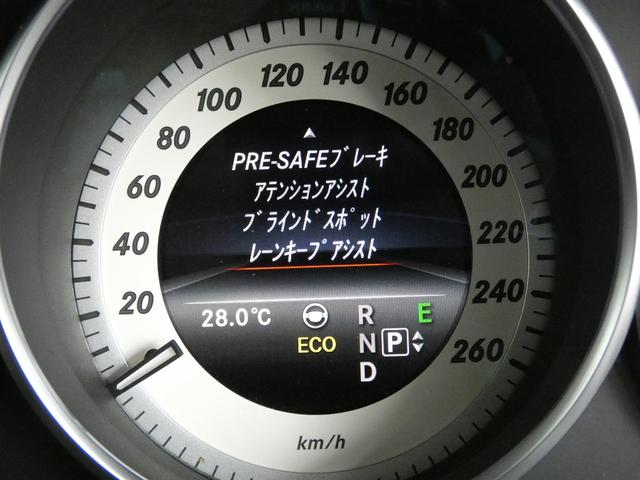 120 140
100 160
80 180
60 200
40 220
20 240
260
PRE-SAFEブレーキ
アテンションアシスト
ブラインドスポット
レーンキープアシスト
28.0℃ R E
ECO N P
D
km/h